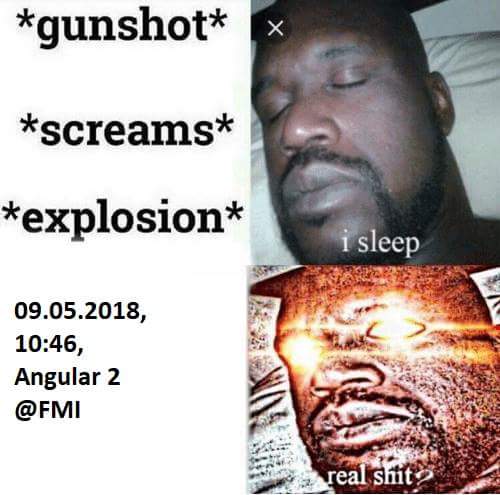 *gunshot*
*screams*
*explosion*
i sleep
09.05.2018,
10:46,
Angular 2
@FMI
real shit?